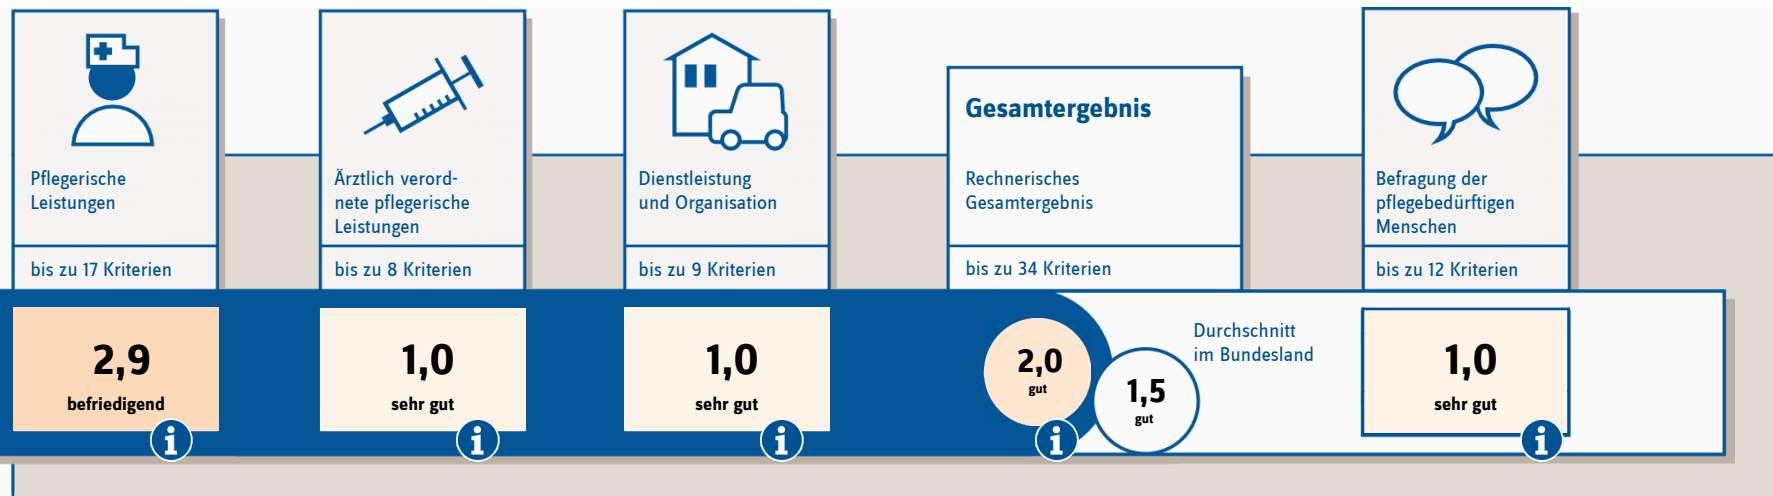 Pflegerische
Leistungen
bis zu 17 Kriterien
2,9
befriedigend
i
Ärztlich verord-
nete pflegerische
Leistungen
bis zu 8 Kriterien
1,0
sehr gut
i
Dienstleistung
und Organisation
bis zu 9 Kriterien
1,0
sehr gut
i
Gesamtergebnis
Rechnerisches
Gesamtergebnis
bis zu 34 Kriterien
2,0
gut
i
1,5
gut
Durchschnitt
im Bundesland
Befragung der
pflegebedürftigen
Menschen
bis zu 12 Kriterien
1,0
sehr gut
i